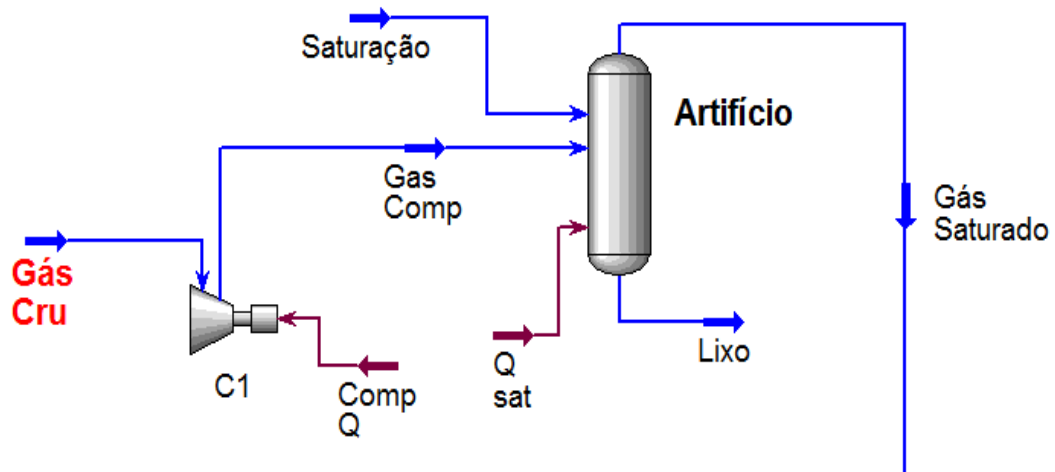 Saturação
Artifício
Gas
Comp
Gás
Saturado
Gás
Cru
C1
Comp
Q
Q
sat
Lixo